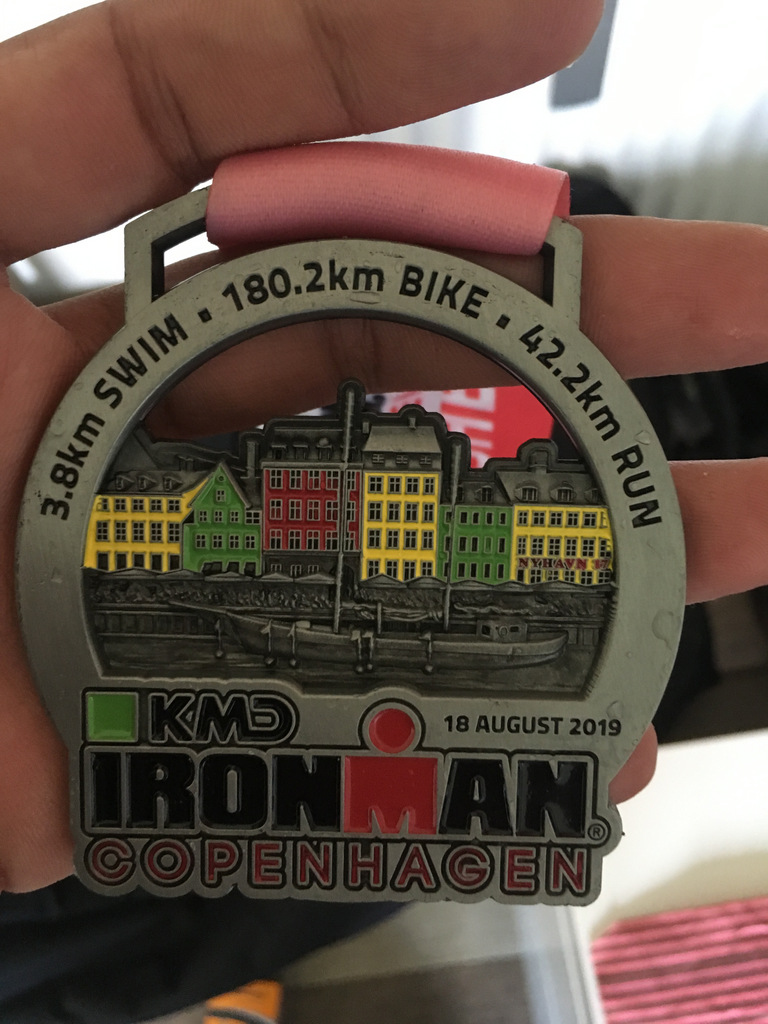 3.8km SWIM · 180.2km BIKE · 42.2km RUN
NYHAVN 17
KMD
18 AUGUST 2019
IRONMAN®
COPENHAGEN